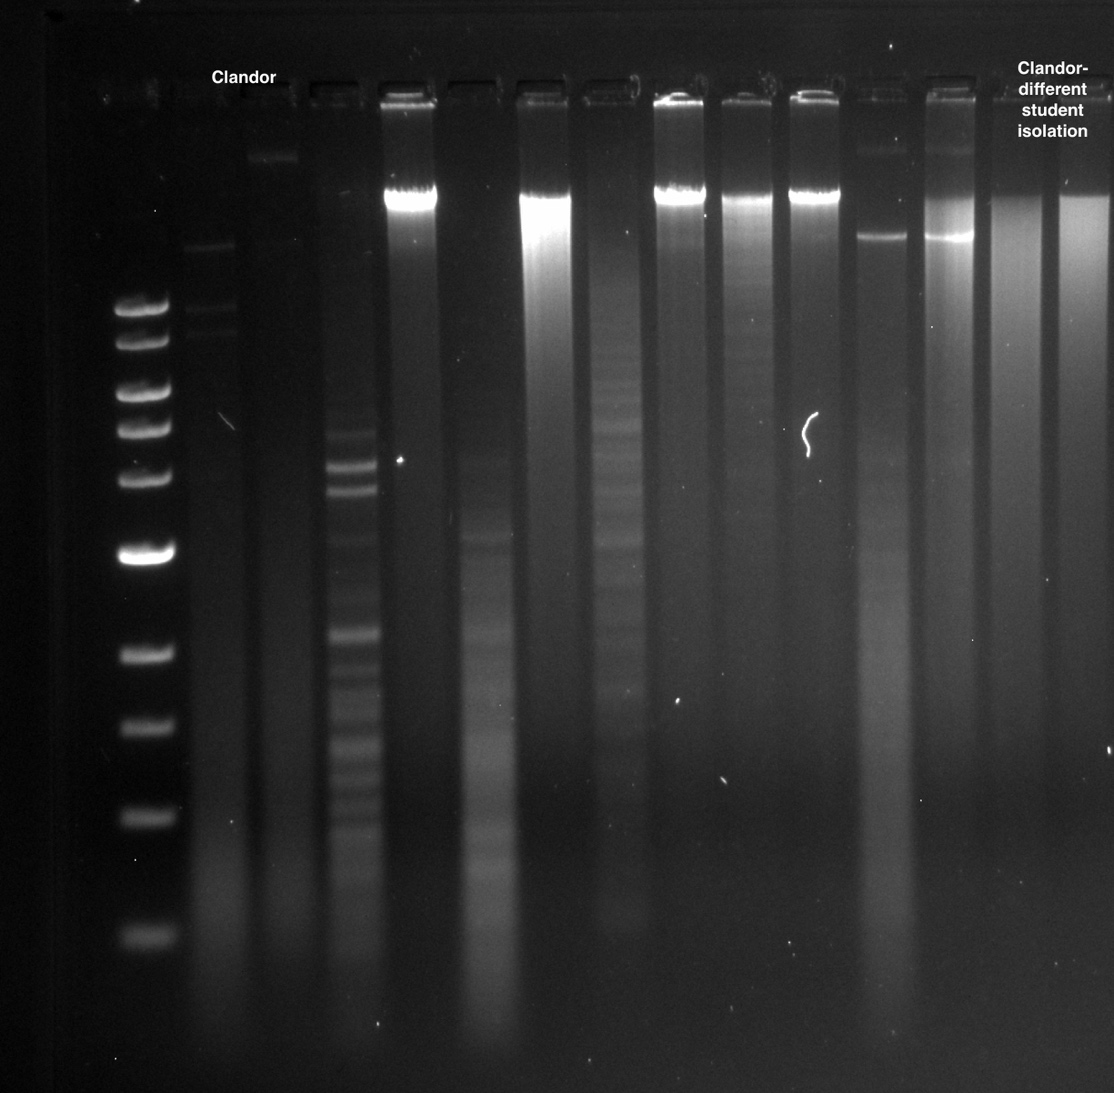 Clandor
Clandor-
different
student
isolation